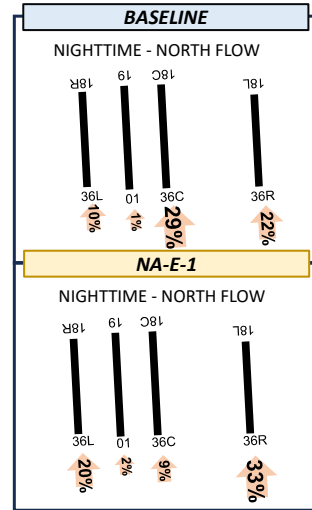 BASELINE
NIGHTTIME - NORTH FLOW
18R 19 18C 18L
36L 01 36C 36R
10% 1% 29% 22%
NA-E-1
NIGHTTIME - NORTH FLOW
18R 19 18C 18L
36L 01 36C 36R
20% 2% 9% 33%